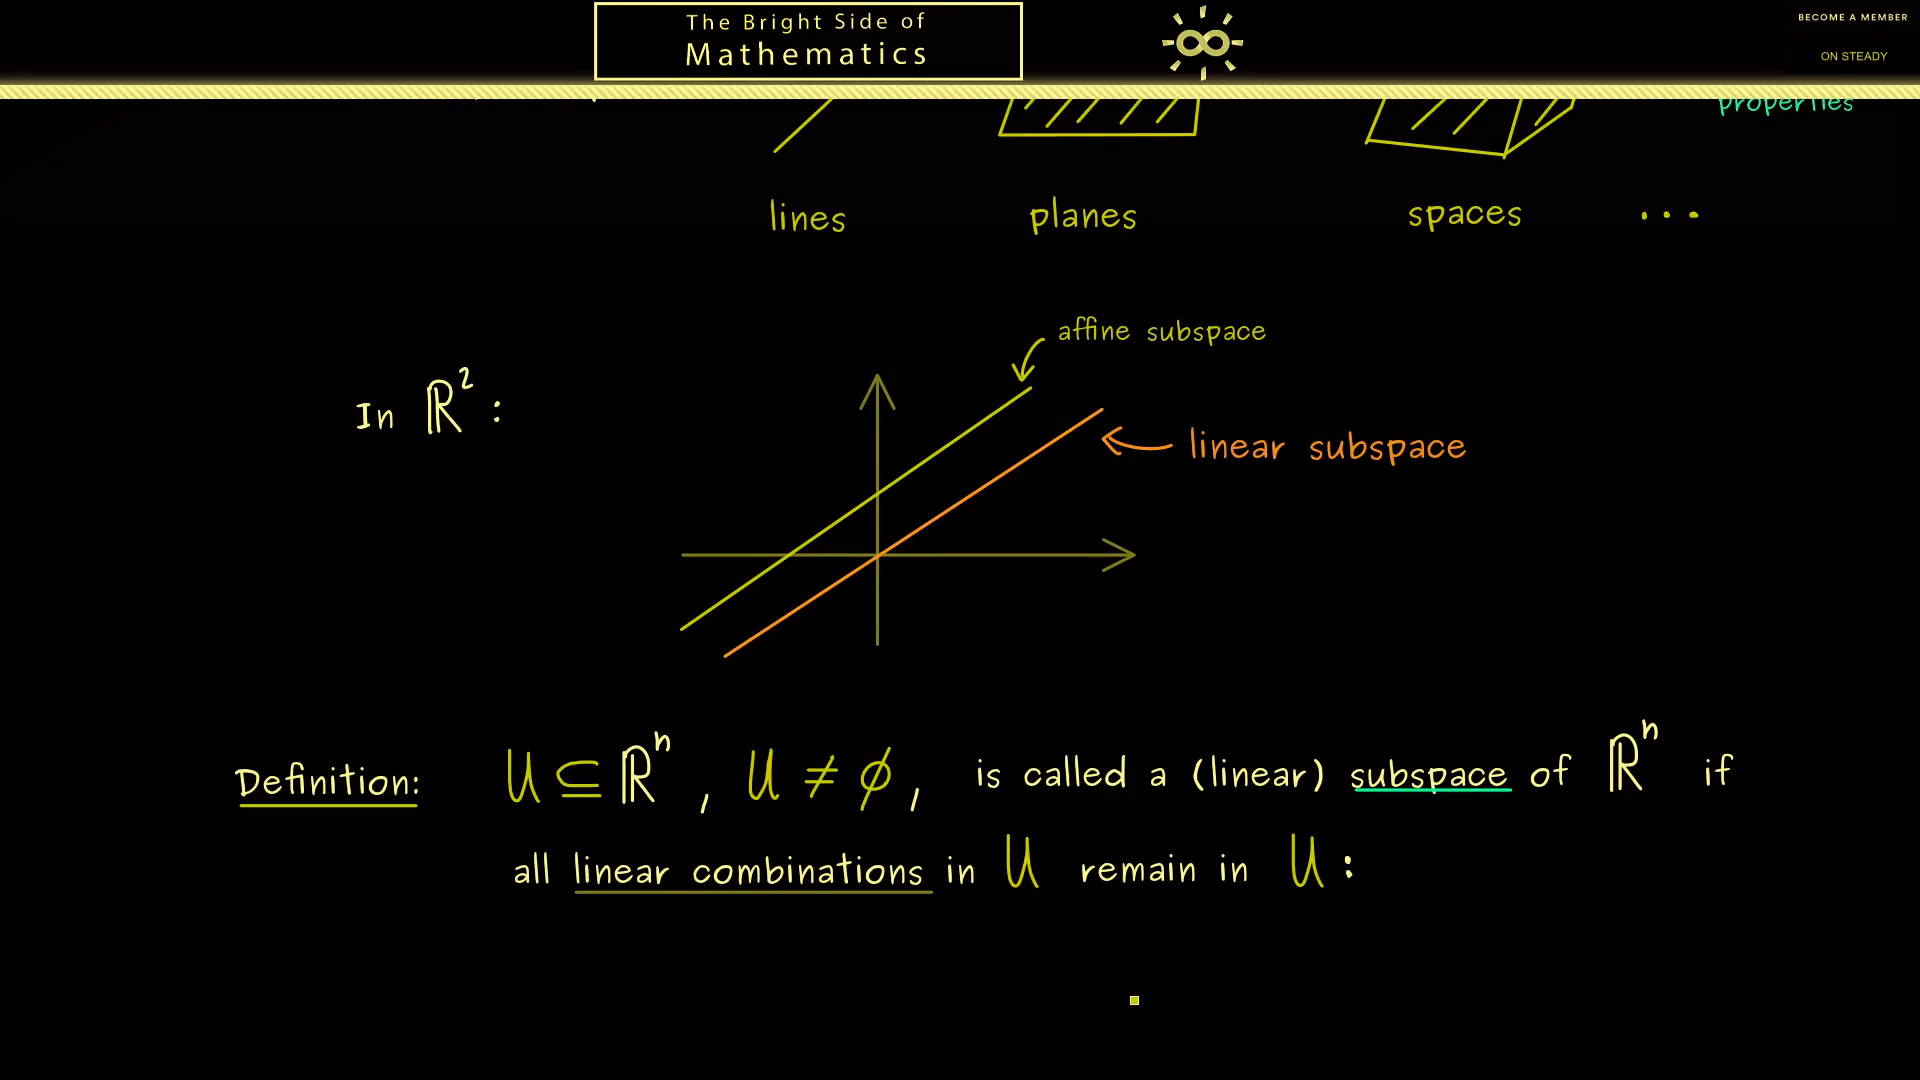 The Bright Side of
Mathematics
BECOME A MEMBER
ON STEADY
properties
lines planes spaces ...
affine subspace
In ℝ²:
linear subspace
Definition: U ⊆ ℝⁿ, U ≠ ∅, is called a (linear) subspace of ℝⁿ if
all linear combinations in U remain in U: